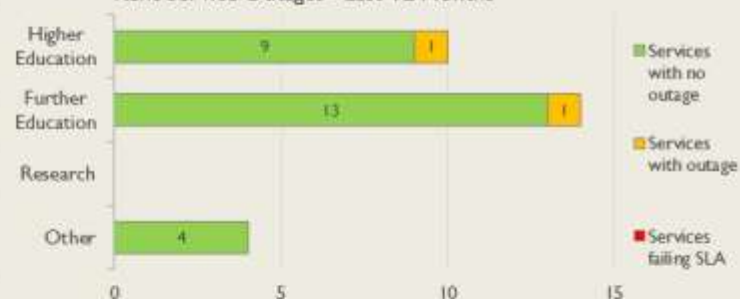 Higher
Education
9
1
Further
Education
13
1
Research
Other
4
0
5
10
15
Services
with no
outage
Services
with outage
Services
failing SLA